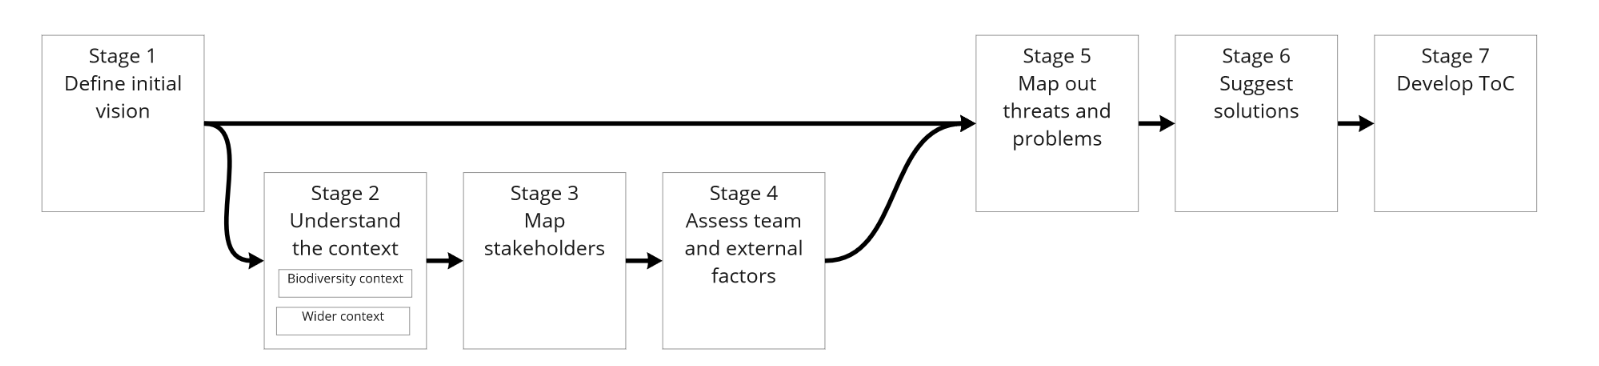 Stage 1
Define initial
vision
Stage 2
Understand
the context
Biodiversity context
Wider context
Stage 3
Map
stakeholders
Stage 4
Assess team
and external
factors
Stage 5
Map out
threats and
problems
Stage 6
Suggest
solutions
Stage 7
Develop ToC